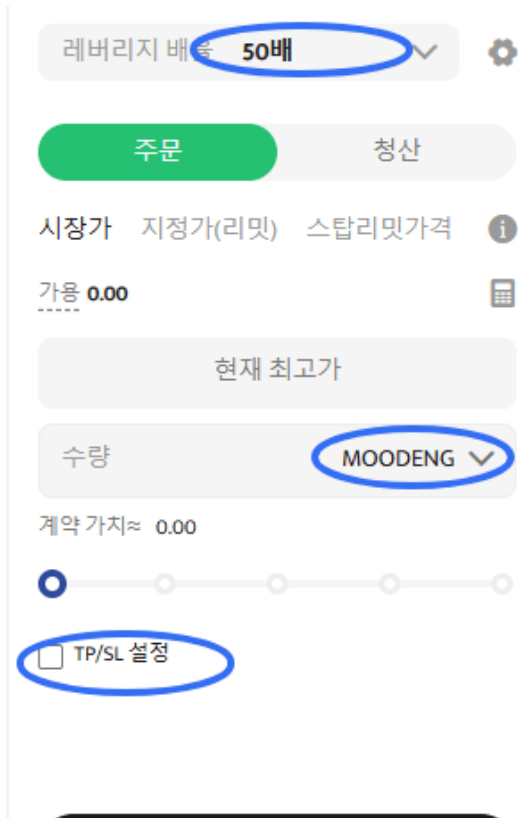 레버리지 배율 50배
주문 청산
시장가 지정가(리밋) 스탑리밋가격
가용 0.00
현재 최고가
수량 MOODENG
계약 가치≈ 0.00
TP/SL 설정